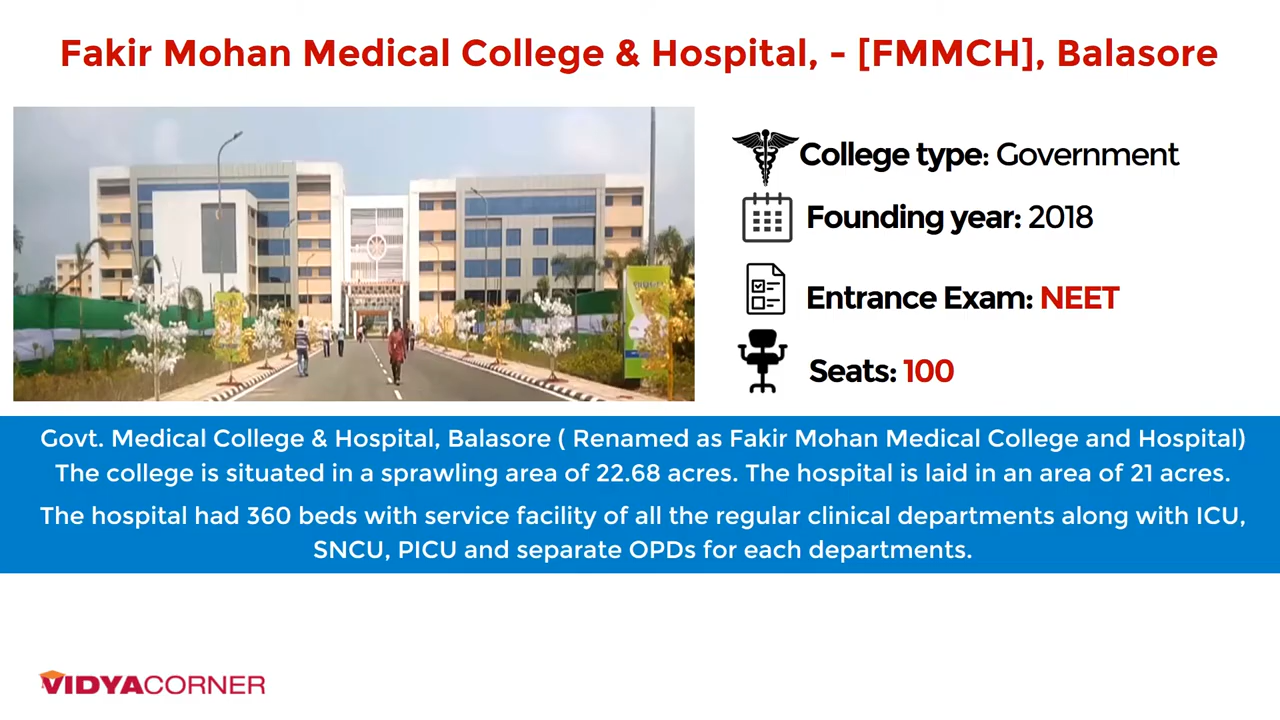 Fakir Mohan Medical College & Hospital, - [FMMCH], Balasore
College type: Government
Founding year: 2018
Entrance Exam: NEET
Seats: 100
Govt. Medical College & Hospital, Balasore ( Renamed as Fakir Mohan Medical College and Hospital)
The college is situated in a sprawling area of 22.68 acres. The hospital is laid in an area of 21 acres.
The hospital had 360 beds with service facility of all the regular clinical departments along with ICU,
SNCU, PICU and separate OPDs for each departments.
VIDYACORNER